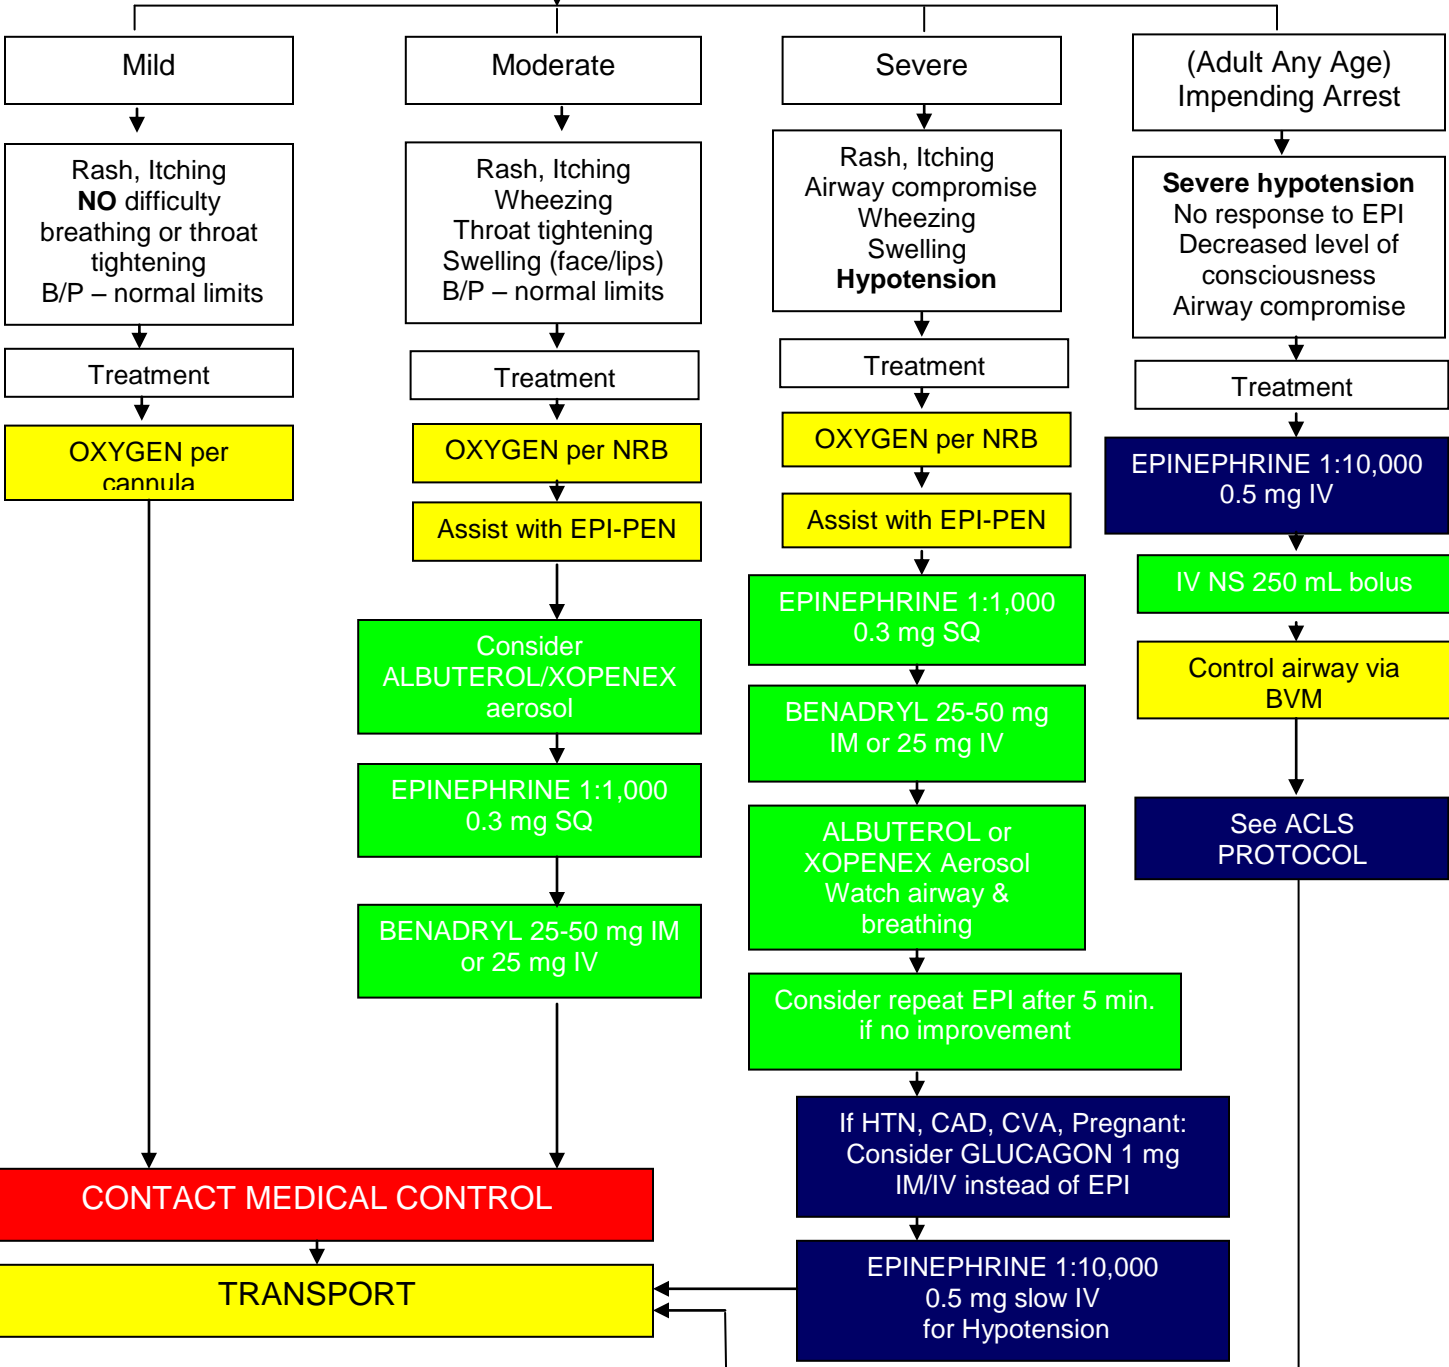 Mild
Rash, Itching
NO difficulty
breathing or throat
tightening
B/P – normal limits
Treatment
OXYGEN per
cannula
Moderate
Rash, Itching
Wheezing
Throat tightening
Swelling (face/lips)
B/P – normal limits
Treatment
OXYGEN per NRB
Assist with EPI-PEN
Consider
ALBUTEROL/XOPENEX
aerosol
EPINEPHRINE 1:1,000
0.3 mg SQ
BENADRYL 25-50 mg IM
or 25 mg IV
Severe
Rash, Itching
Airway compromise
Wheezing
Swelling
Hypotension
Treatment
OXYGEN per NRB
Assist with EPI-PEN
EPINEPHRINE 1:1,000
0.3 mg SQ
BENADRYL 25-50 mg
IM or 25 mg IV
ALBUTEROL or
XOPENEX Aerosol
Watch airway &
breathing
Consider repeat EPI after 5 min.
if no improvement
If HTN, CAD, CVA, Pregnant:
Consider GLUCAGON 1 mg
IM/IV instead of EPI
EPINEPHRINE 1:10,000
0.5 mg slow IV
for Hypotension
(Adult Any Age)
Impending Arrest
Severe hypotension
No response to EPI
Decreased level of
consciousness
Airway compromise
Treatment
EPINEPHRINE 1:10,000
0.5 mg IV
IV NS 250 mL bolus
Control airway via
BVM
See ACLS
PROTOCOL
CONTACT MEDICAL CONTROL
TRANSPORT